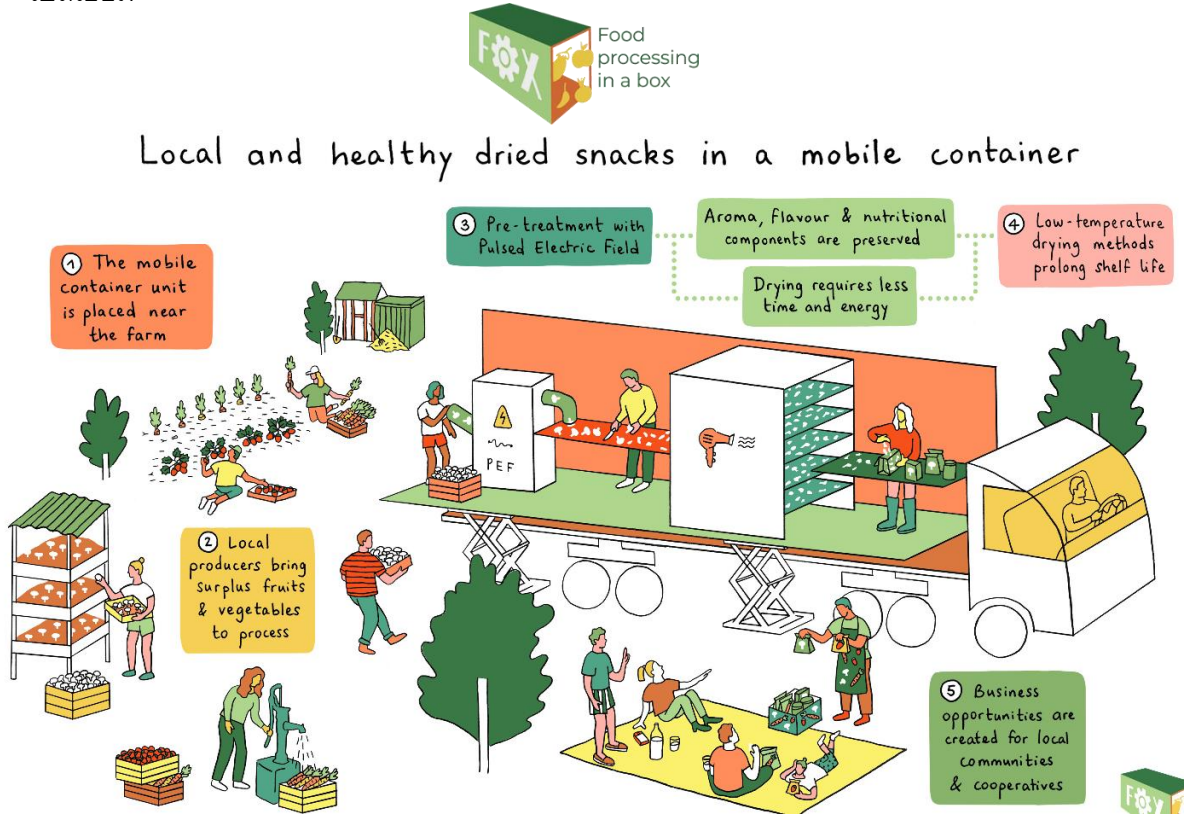 FOX
Food
processing
in a box
Local and healthy dried snacks in a mobile container
① The mobile
container unit
is placed near
the farm
② Local
producers bring
surplus fruits
& vegetables
to process
③ Pre-treatment with
Pulsed Electric Field
Aroma, flavour & nutritional
components are preserved
Drying requires less
time and energy
④ Low-temperature
drying methods
prolong shelf life
PEF
⑤ Business
opportunities are
created for local
communities
& cooperatives
FOX